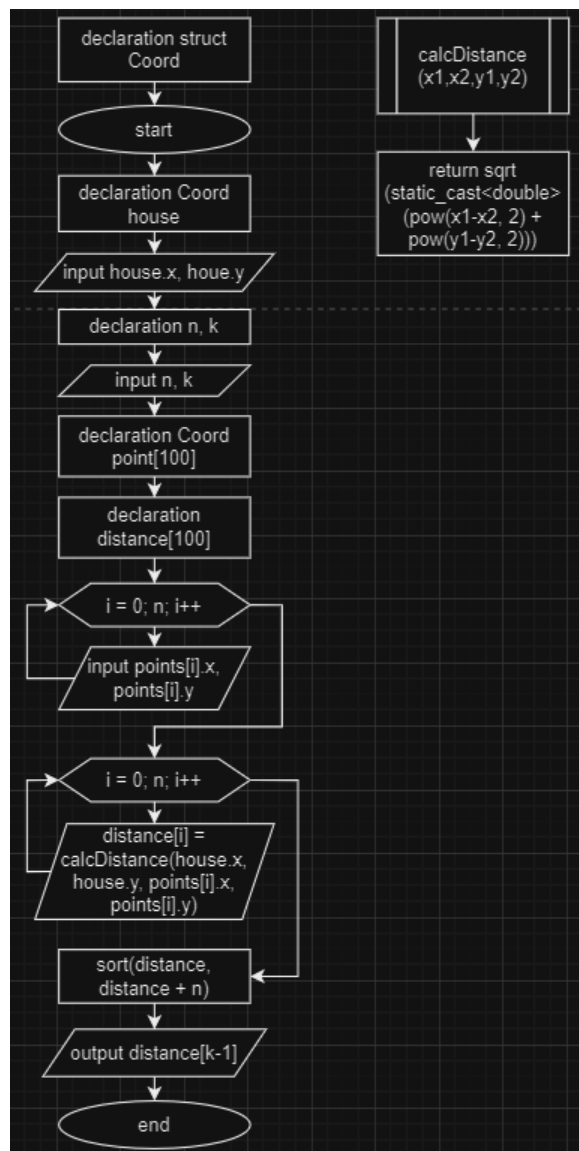 declaration struct
Coord
start
declaration Coord
house
input house.x, houe.y
declaration n, k
input n, k
declaration Coord
point[100]
declaration
distance[100]
i = 0; n; i++
input points[i].x,
points[i].y
i = 0; n; i++
distance[i] =
calcDistance(house.x,
house.y, points[i].x,
points[i].y)
sort(distance,
distance + n)
output distance[k-1]
end
calcDistance
(x1,x2,y1,y2)
return sqrt
(static_cast<double>
(pow(x1-x2, 2) +
pow(y1-y2, 2)))